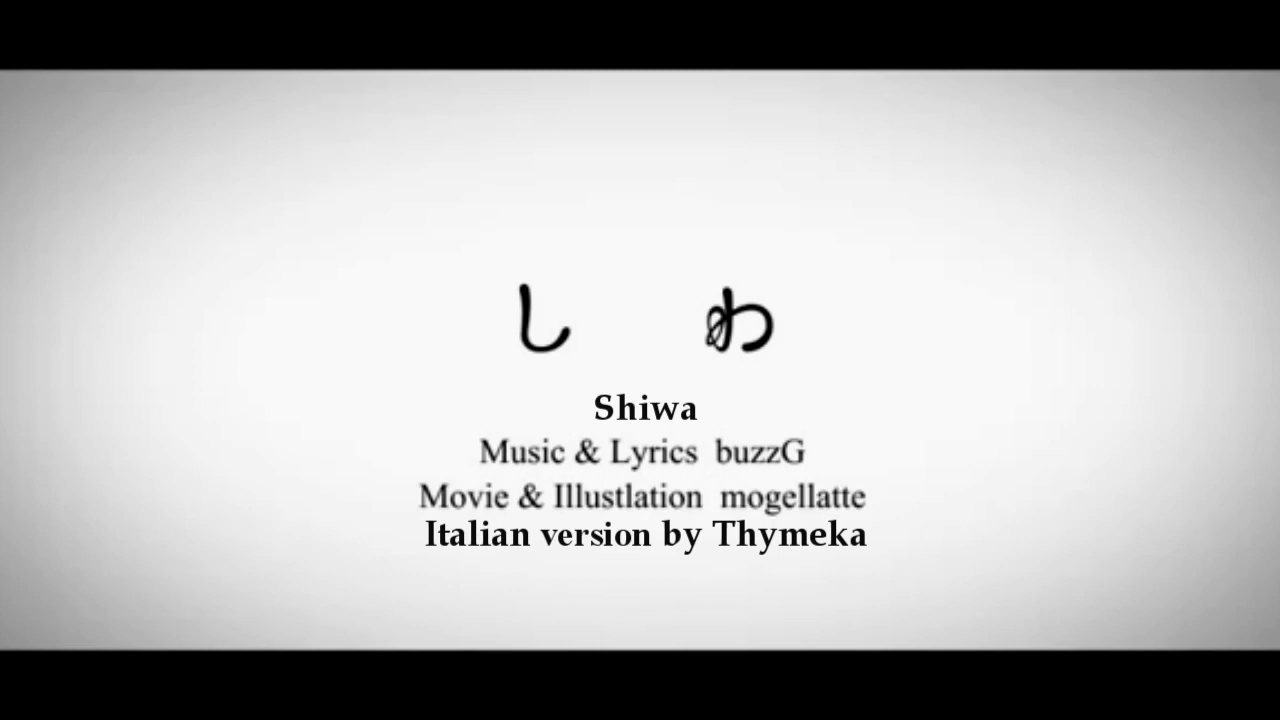 しわ
Shiwa
Music & Lyrics buzzG
Movie & Illustlation mogellatte
Italian version by Thymeka